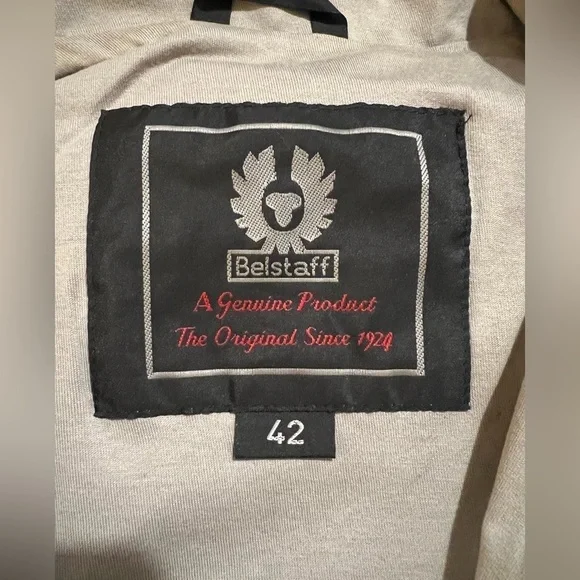 Belstaff
A Genuine Product
The Original Since 1924
42